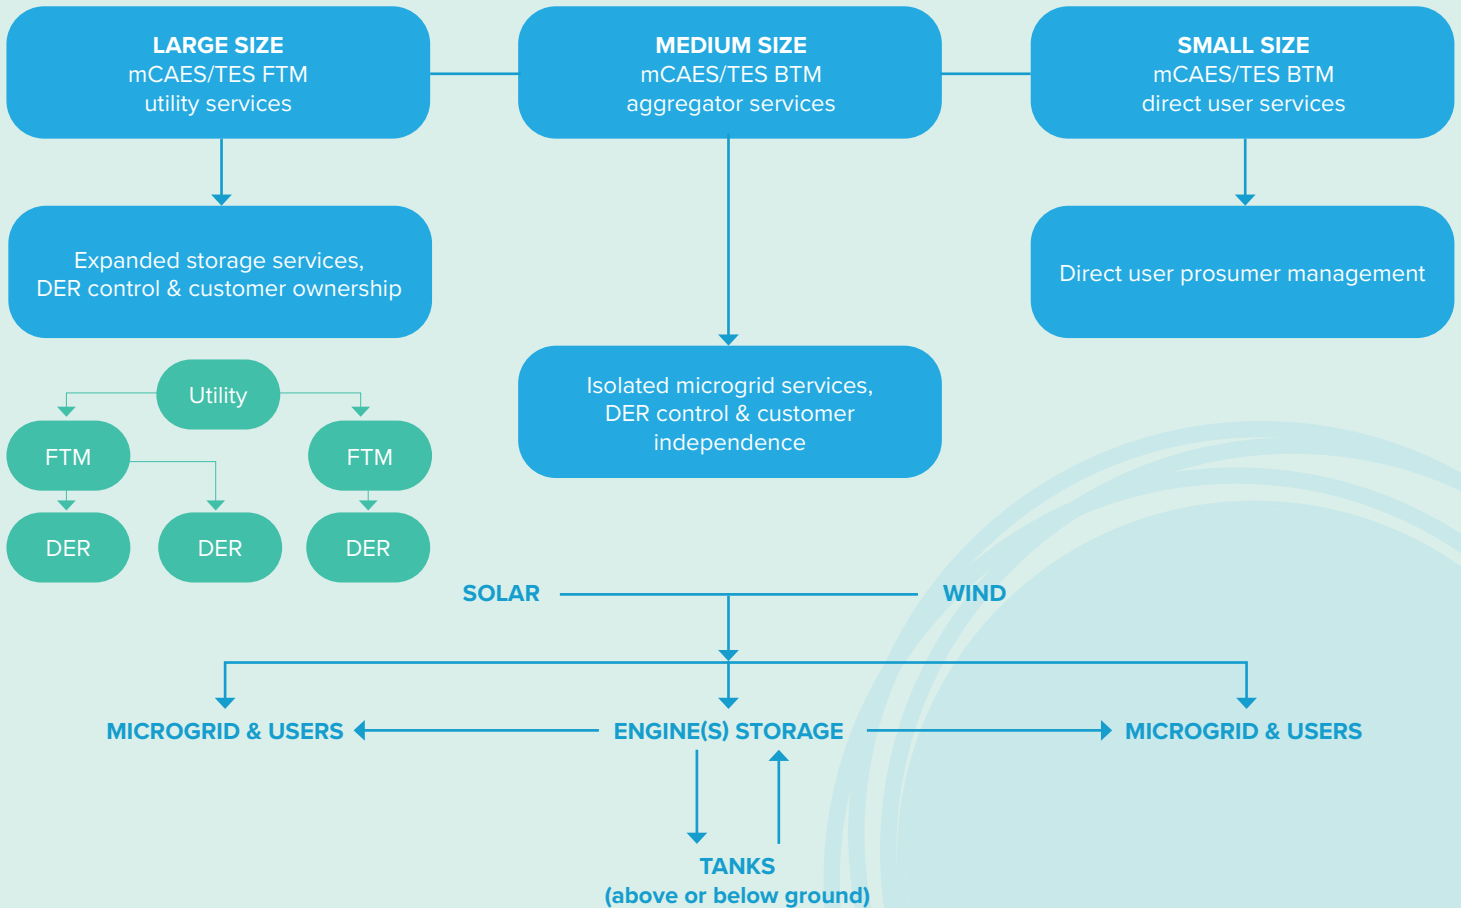 LARGE SIZE
mCAES/TES FTM
utility services
MEDIUM SIZE
mCAES/TES BTM
aggregator services
SMALL SIZE
mCAES/TES BTM
direct user services
Expanded storage services,
DER control & customer ownership
Direct user prosumer management
Isolated microgrid services,
DER control & customer
independence
Utility
FTM
FTM
DER
DER
DER
SOLAR
WIND
MICROGRID & USERS
ENGINE(S) STORAGE
MICROGRID & USERS
TANKS
(above or below ground)